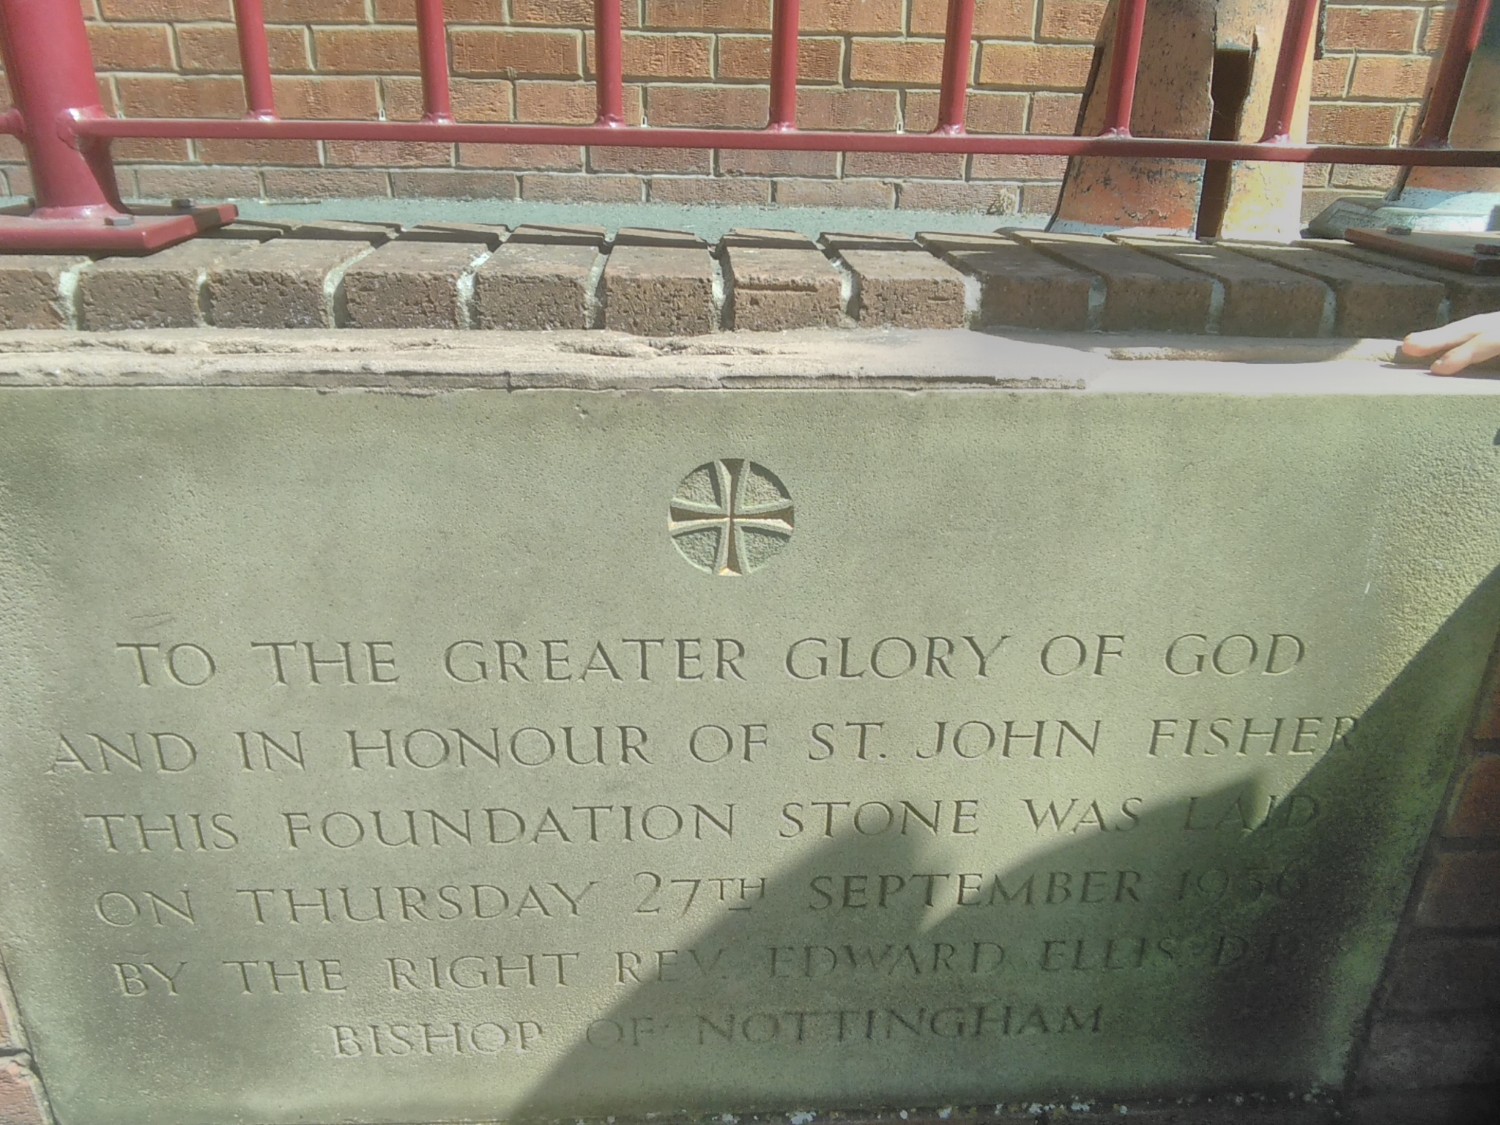 TO THE GREATER GLORY OF GOD
AND IN HONOUR OF ST. JOHN FISHER
THIS FOUNDATION STONE WAS LAID
ON THURSDAY 27TH SEPTEMBER 1956
BY THE RIGHT REV. EDWARD ELLIS D.D.
BISHOP OF NOTTINGHAM